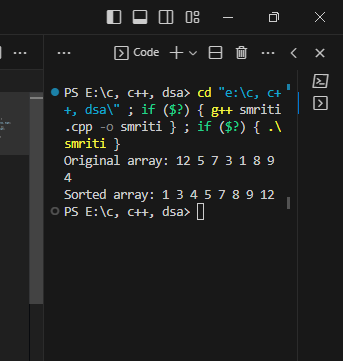 Code
PS E:\c, c++, dsa> cd "e:\c, c+
+, dsa\" ; if ($?) { g++ smriti
.cpp -o smriti } ; if ($?) { .\
smriti }
Original array: 12 5 7 3 1 8 9
4
Sorted array: 1 3 4 5 7 8 9 12
PS E:\c, c++, dsa>